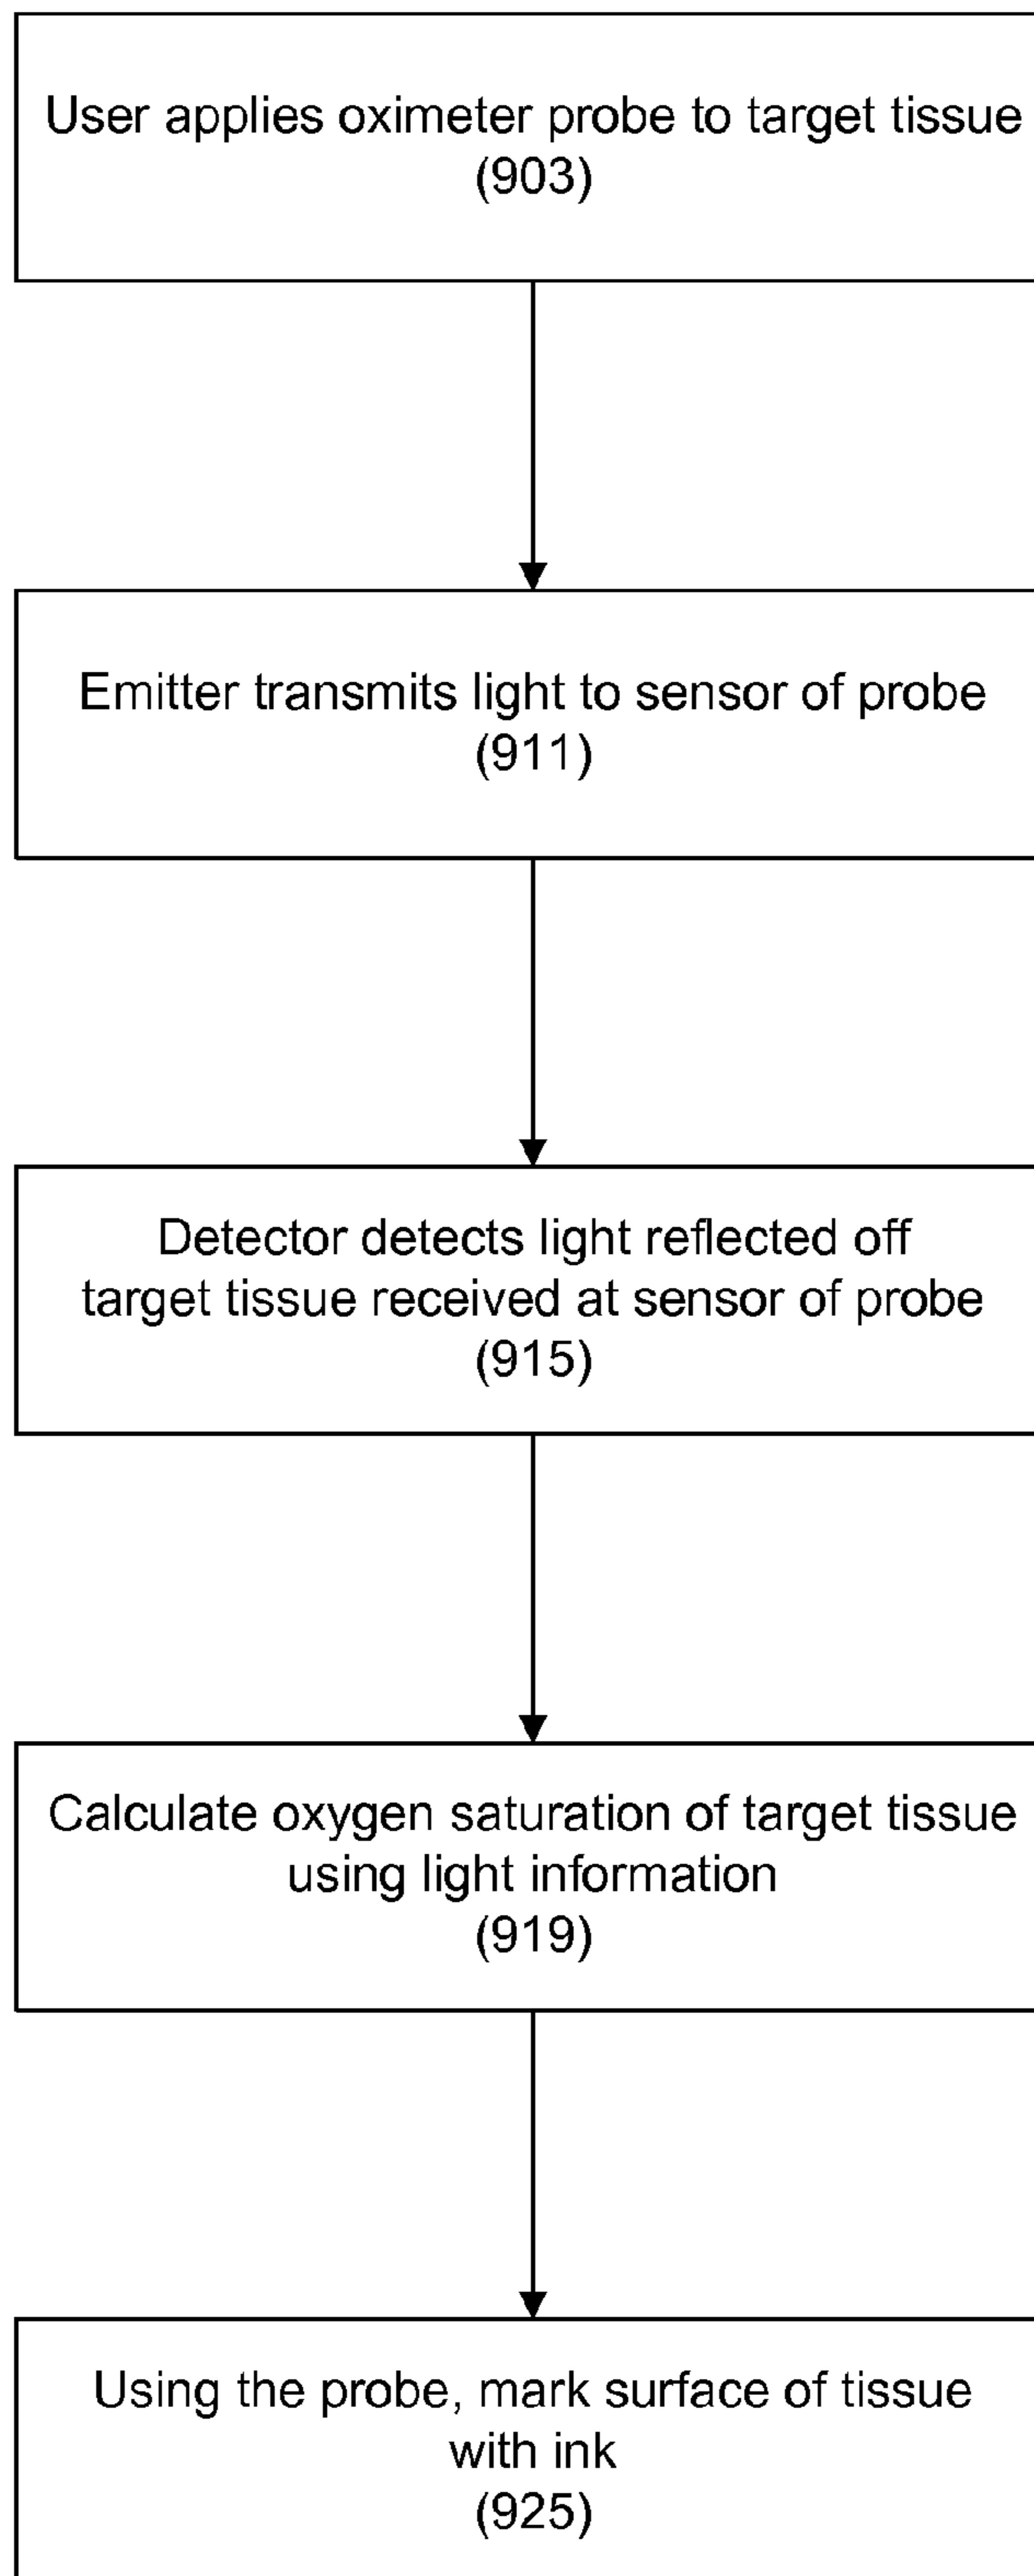 User applies oximeter probe to target tissue
(903)
Emitter transmits light to sensor of probe
(911)
Detector detects light reflected off
target tissue received at sensor of probe
(915)
Calculate oxygen saturation of target tissue
using light information
(919)
Using the probe, mark surface of tissue
with ink
(925)